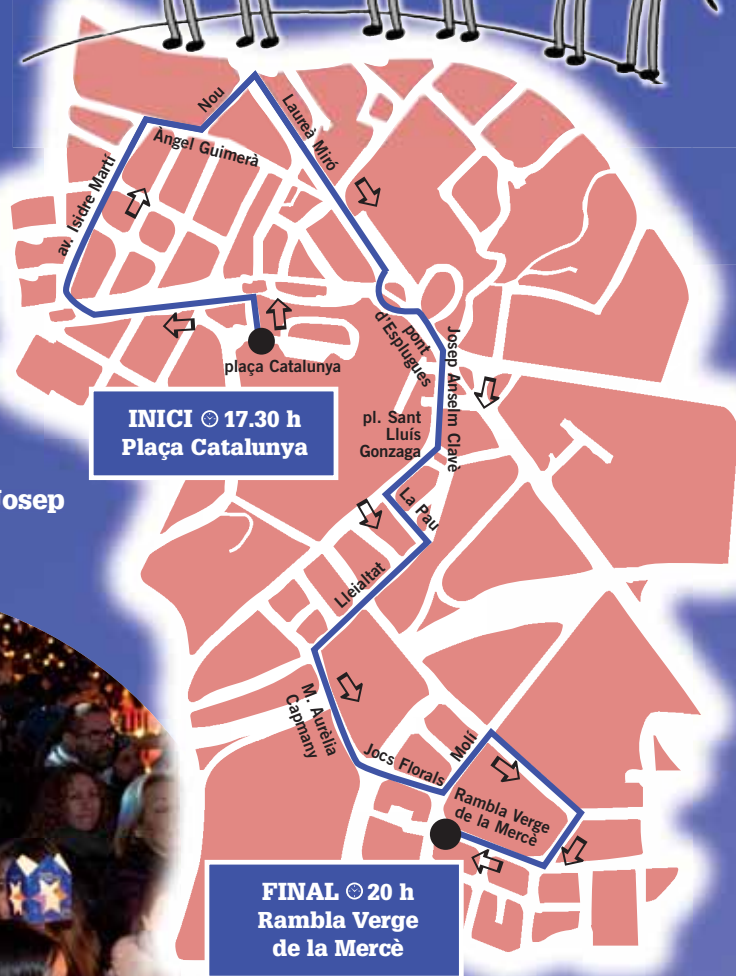 Nou
Laureà Miró
Àngel Guimerà
av. Isidre Martí
plaça Catalunya
pont
d'Esplugues
Josep Anselm Clavè
INICI 17.30 h
Plaça Catalunya
pl. Sant
Lluís
Gonzaga
osep
La Pau
Lleialtat
M. Aurèlia
Capmany
Jocs Florals
Molí
Rambla Verge
de la Mercè
FINAL 20 h
Rambla Verge
de la Mercè